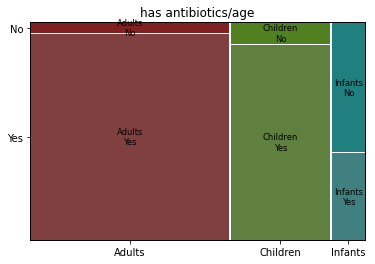 has antibiotics/age
No
Yes
Adults
No
Children
No
Infants
No
Adults
Yes
Children
Yes
Infants
Yes
Adults
Children
Infants